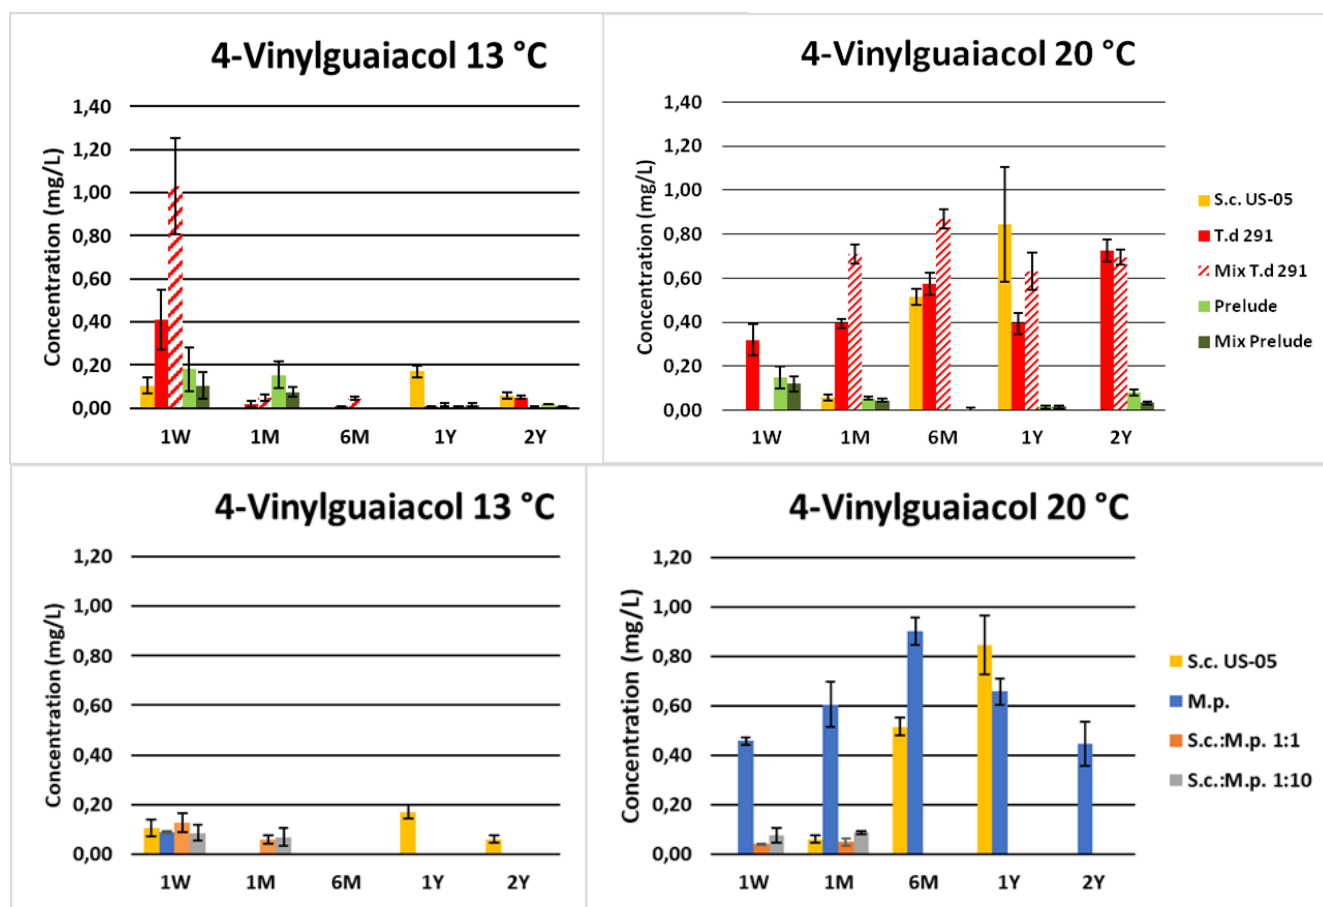 4-Vinylguaiacol 13 °C
Concentration (mg/L)
1,40
1,20
1,00
0,80
0,60
0,40
0,20
0,00
1W 1M 6M 1Y 2Y
4-Vinylguaiacol 20 °C
Concentration (mg/L)
1,40
1,20
1,00
0,80
0,60
0,40
0,20
0,00
1W 1M 6M 1Y 2Y
S.c. US-05
T.d 291
Mix T.d 291
Prelude
Mix Prelude
4-Vinylguaiacol 13 °C
Concentration (mg/L)
1,20
1,00
0,80
0,60
0,40
0,20
0,00
1W 1M 6M 1Y 2Y
4-Vinylguaiacol 20 °C
Concentration (mg/L)
1,20
1,00
0,80
0,60
0,40
0,20
0,00
1W 1M 6M 1Y 2Y
S.c. US-05
M.p.
S.c.:M.p. 1:1
S.c.:M.p. 1:10